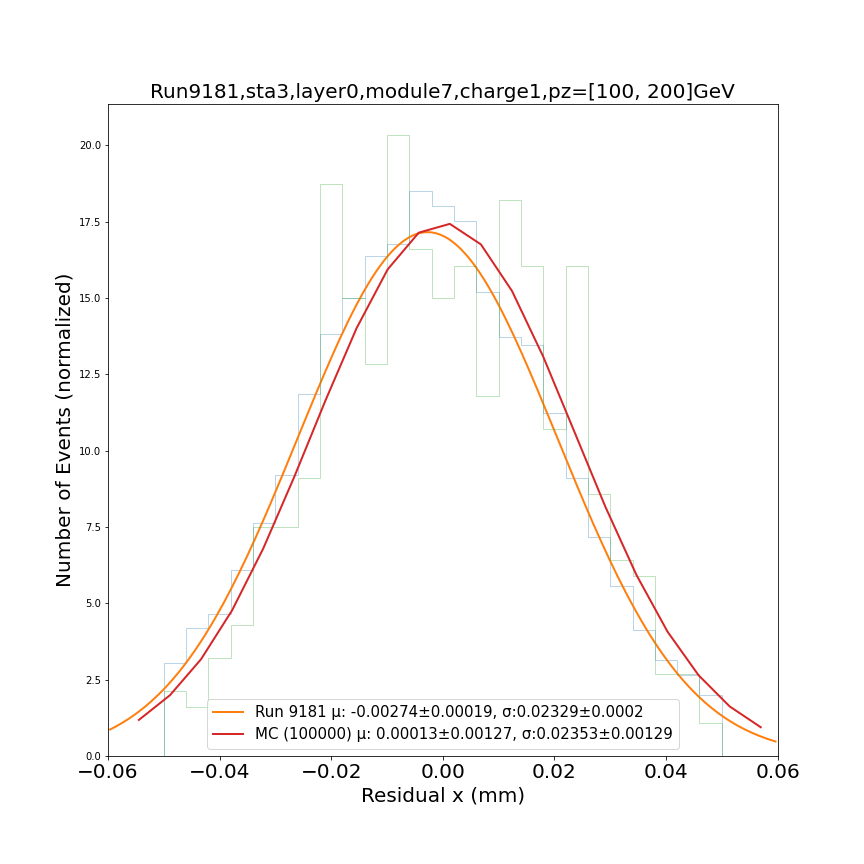 Run9181,sta3,layer0,module7,charge1,pz=[100, 200]GeV
Number of Events (normalized)
20.0
17.5
15.0
12.5
10.0
7.5
5.0
2.5
0.0
Run 9181 μ: -0.00274±0.00019, σ:0.02329±0.0002
MC (100000) μ: 0.00013±0.00127, σ:0.02353±0.00129
−0.06 −0.04 −0.02 0.00 0.02 0.04 0.06
Residual x (mm)